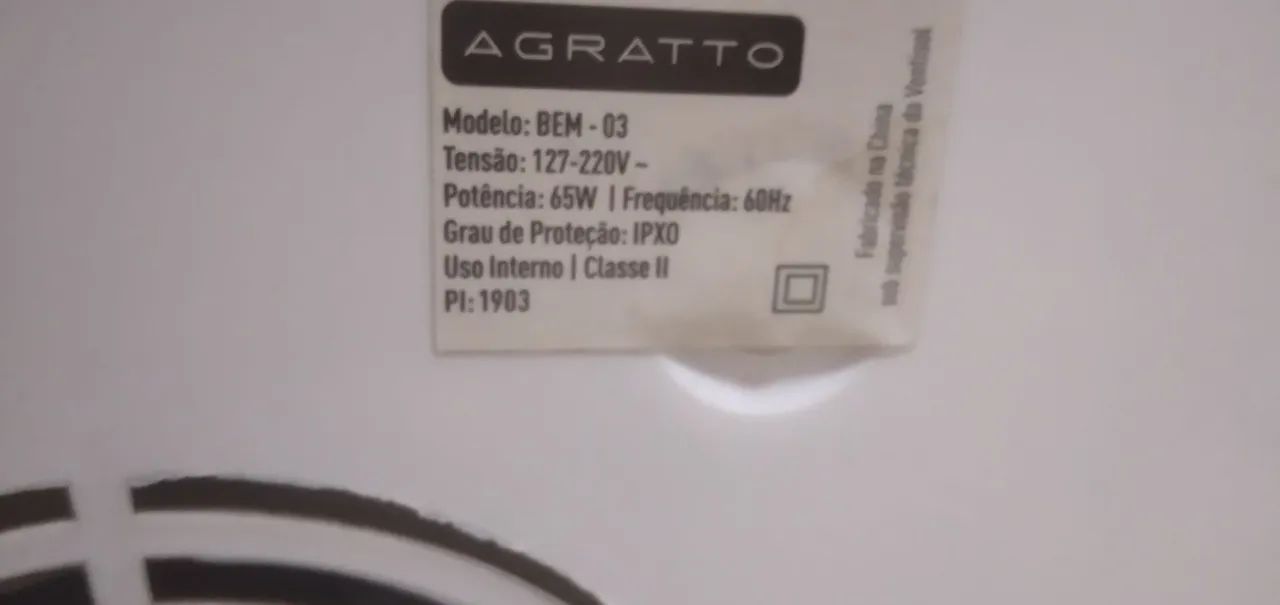 AGRATTO
Modelo: BEM - 03
Tensão: 127-220V ~
Potência: 65W | Frequência: 60Hz
Grau de Proteção: IPX0
Uso Interno | Classe II
PI: 1903
Fabricado na China
sob supervisão técnica da Ventisol